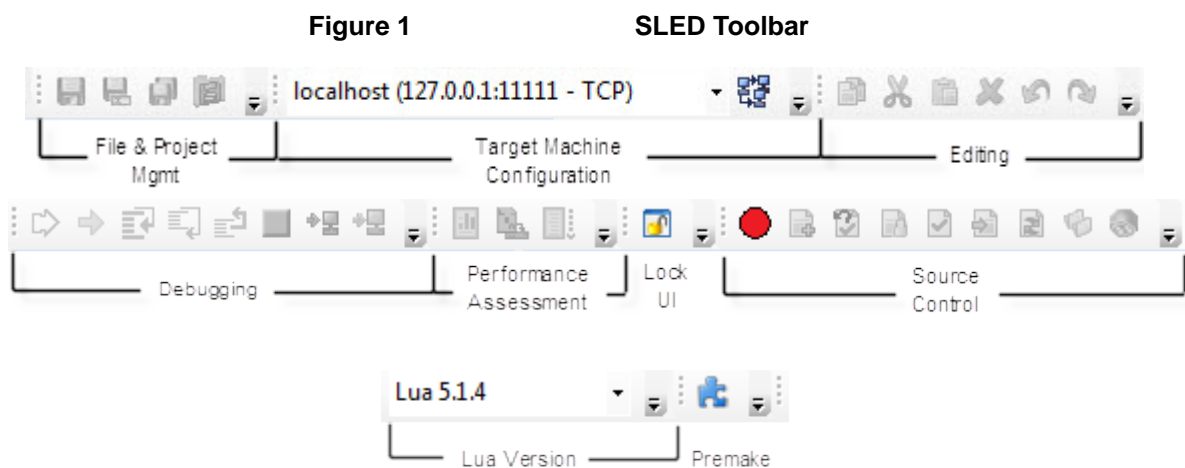 Figure 1 SLED Toolbar
localhost (127.0.0.1:11111 - TCP)
File & Project
Mgmt
Target Machine
Configuration
Editing
Debugging
Performance
Assessment
Lock
UI
Source
Control
Lua 5.1.4
Lua Version
Premake